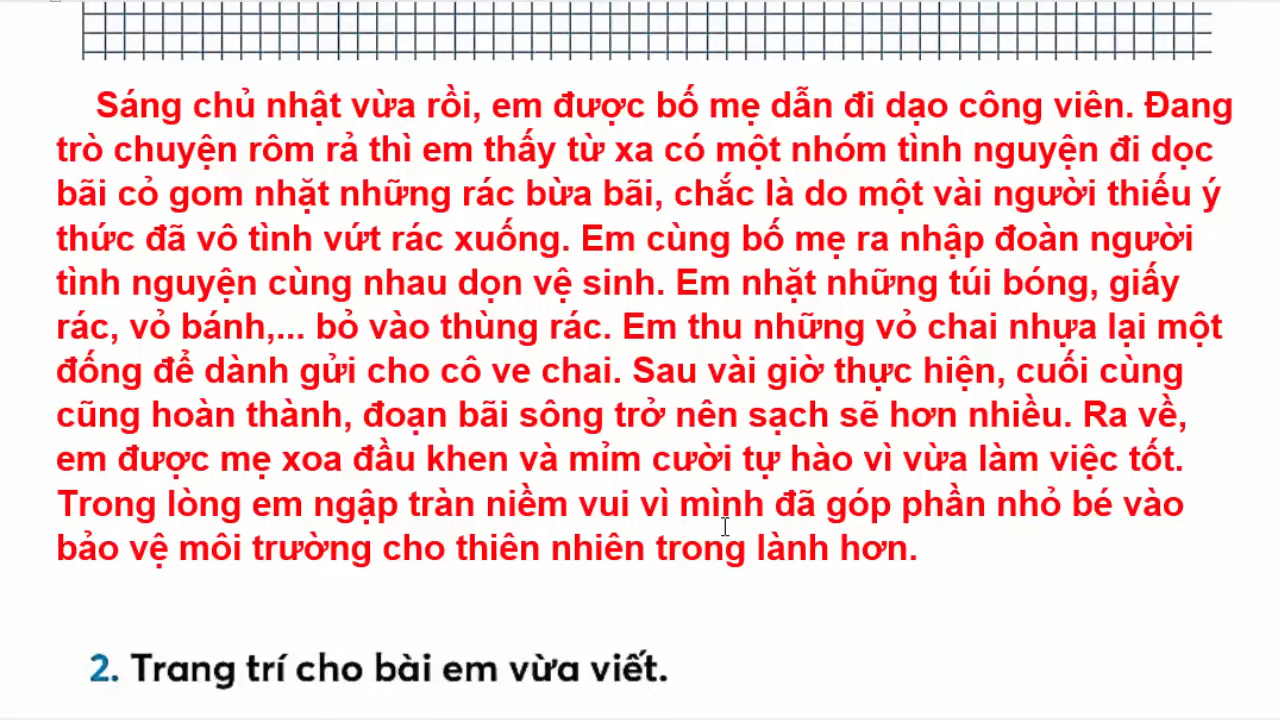 Sáng chủ nhật vừa rồi, em được bố mẹ dẫn đi dạo công viên. Đang
trò chuyện rôm rả thì em thấy từ xa có một nhóm tình nguyện đi dọc
bãi cỏ gom nhặt những rác bừa bãi, chắc là do một vài người thiếu ý
thức đã vô tình vứt rác xuống. Em cùng bố mẹ ra nhập đoàn người
tình nguyện cùng nhau dọn vệ sinh. Em nhặt những túi bóng, giấy
rác, vỏ bánh,... bỏ vào thùng rác. Em thu những vỏ chai nhựa lại một
đống để dành gửi cho cô ve chai. Sau vài giờ thực hiện, cuối cùng
cũng hoàn thành, đoạn bãi sông trở nên sạch sẽ hơn nhiều. Ra về,
em được mẹ xoa đầu khen và mỉm cười tự hào vì vừa làm việc tốt.
Trong lòng em ngập tràn niềm vui vì mình đã góp phần nhỏ bé vào
bảo vệ môi trường cho thiên nhiên trong lành hơn.
2. Trang trí cho bài em vừa viết.